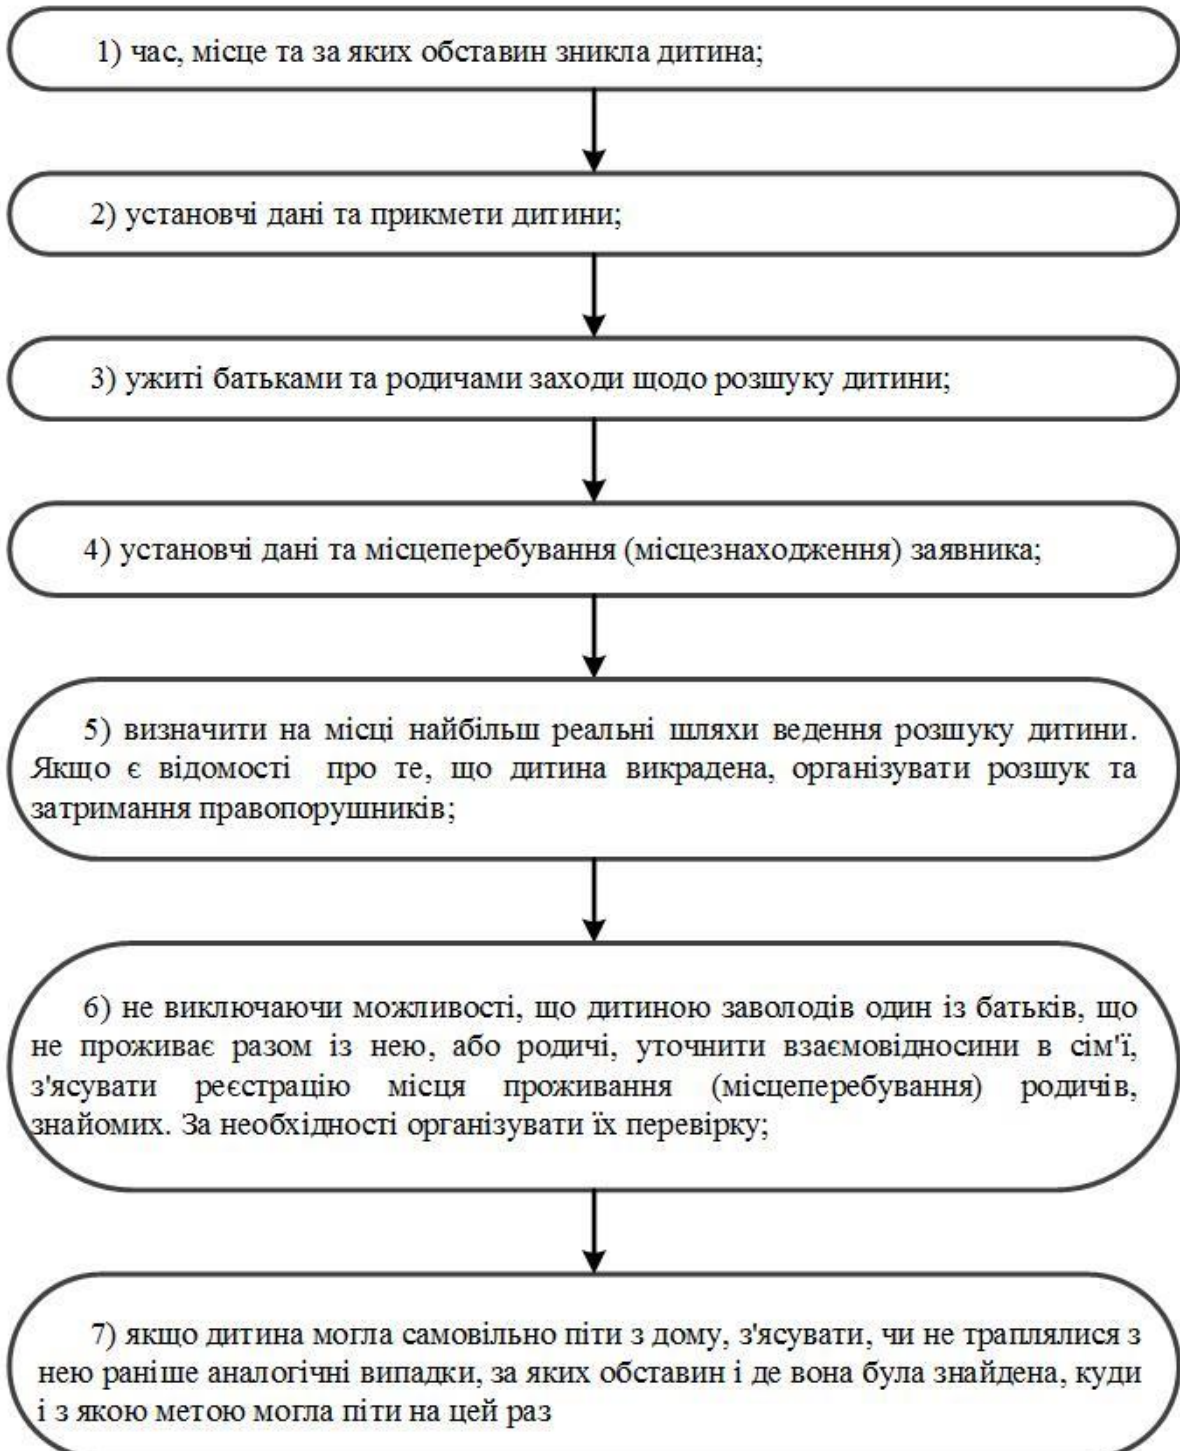 1) час, місце та за яких обставин зникла дитина;
2) установчі дані та прикмети дитини;
3) ужиті батьками та родичами заходи щодо розшуку дитини;
4) установчі дані та місцеперебування (місцезнаходження) заявника;
5) визначити на місці найбільш реальні шляхи ведення розшуку дитини.
Якщо є відомості про те, що дитина викрадена, організувати розшук та
затримання правопорушників;
6) не виключаючи можливості, що дитиною заволодів один із батьків, що
не проживає разом із нею, або родичі, уточнити взаємовідносини в сім'ї,
з'ясувати реєстрацію місця проживання (місцеперебування) родичів,
знайомих. За необхідності організувати їх перевірку;
7) якщо дитина могла самовільно піти з дому, з'ясувати, чи не траплялися з
нею раніше аналогічні випадки, за яких обставин і де вона була знайдена, куди
і з якою метою могла піти на цей раз